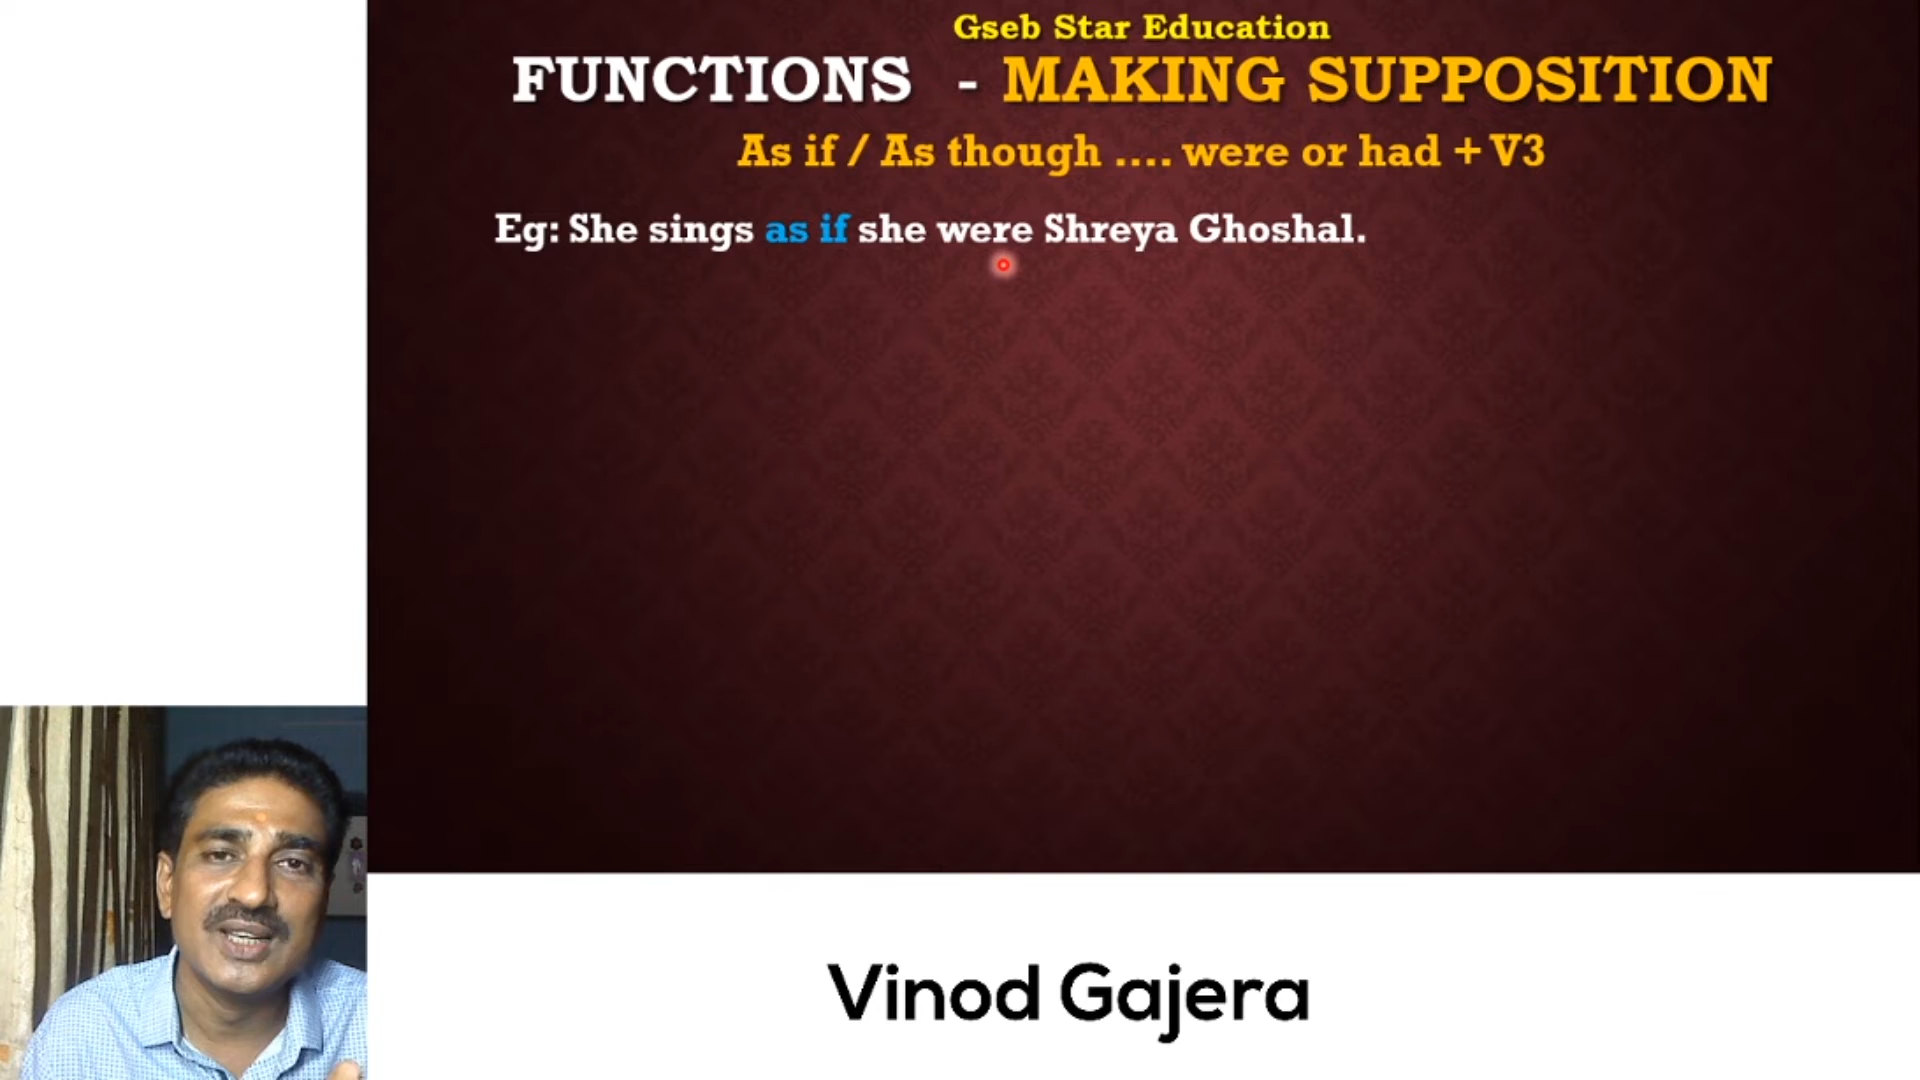 Gseb Star Education
FUNCTIONS - MAKING SUPPOSITION
As if / As though .... were or had + V3
Eg: She sings as if she were Shreya Ghoshal.
Vinod Gajera